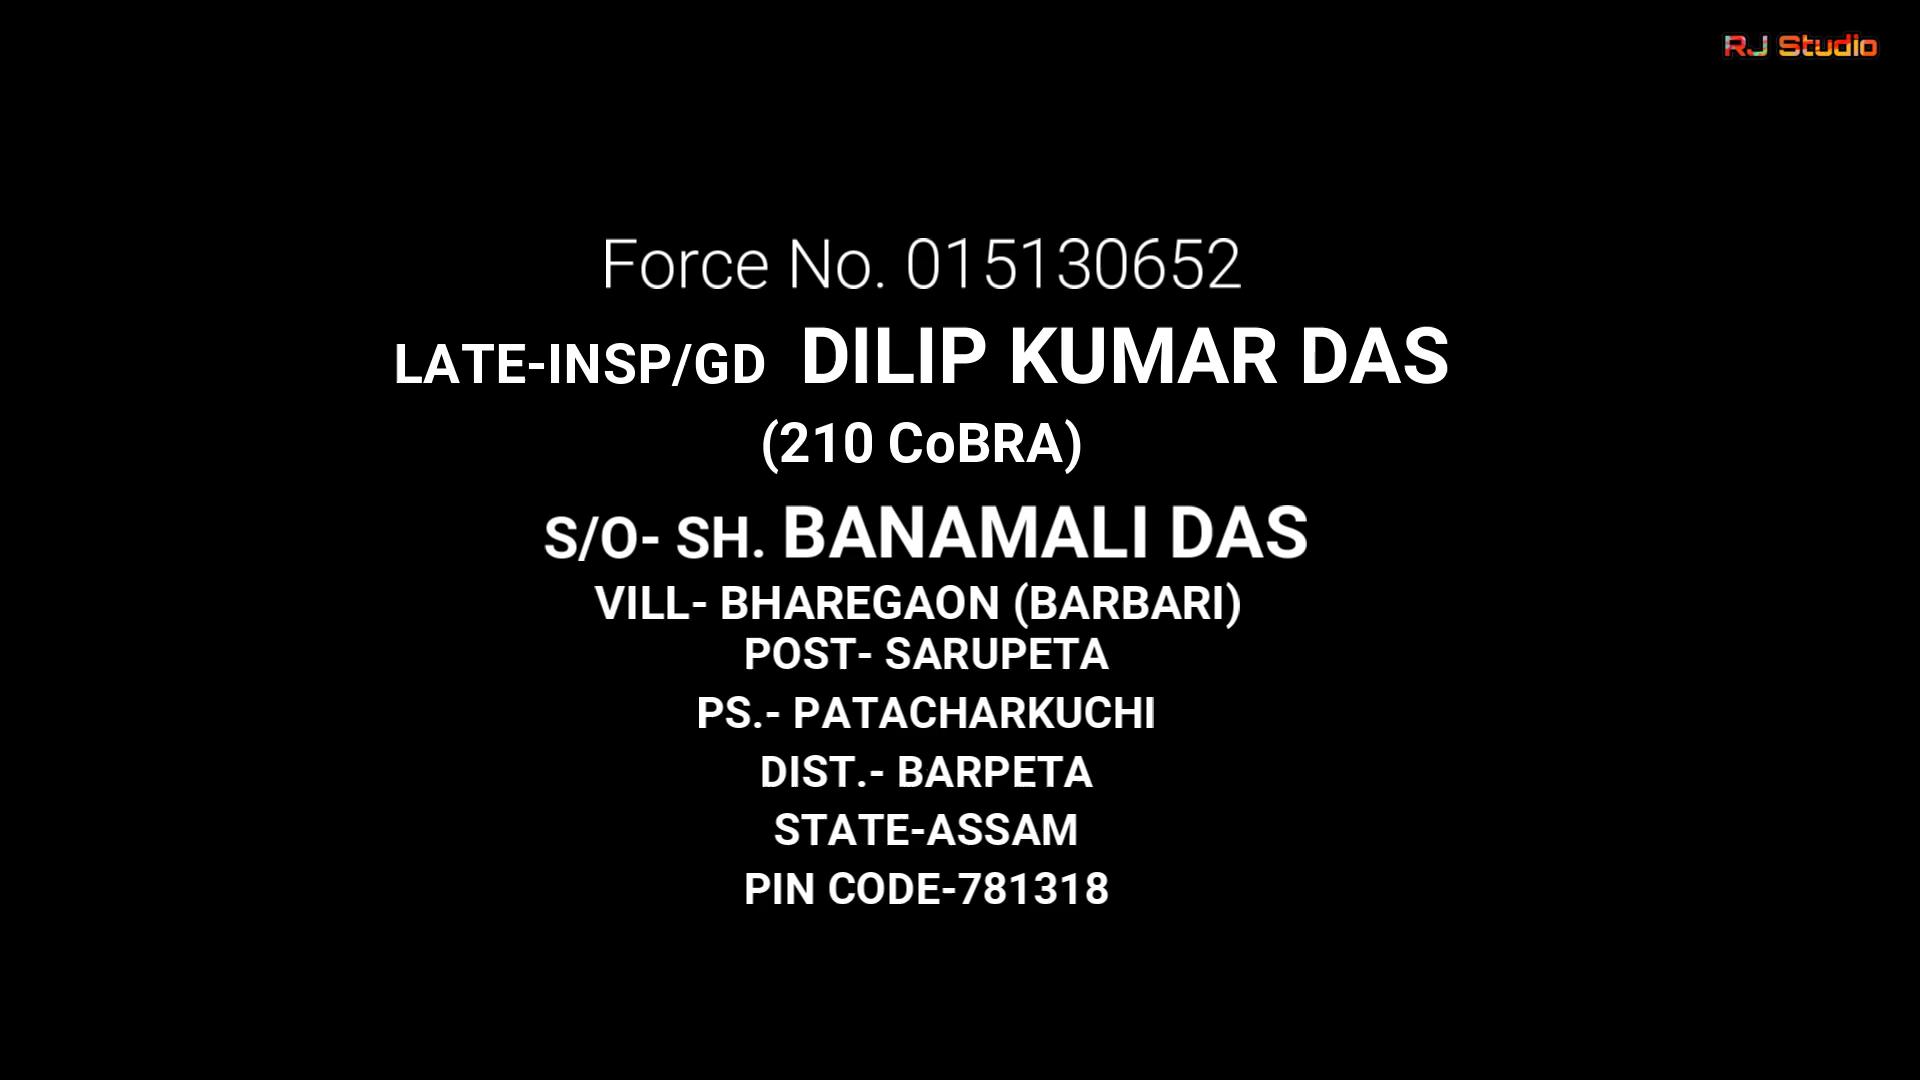 RJ Studio
Force No. 015130652
LATE-INSP/GD DILIP KUMAR DAS
(210 CoBRA)
S/O- SH. BANAMALI DAS
VILL- BHAREGAON (BARBARI)
POST- SARUPETA
PS.- PATACHARKUCHI
DIST.- BARPETA
STATE-ASSAM
PIN CODE-781318